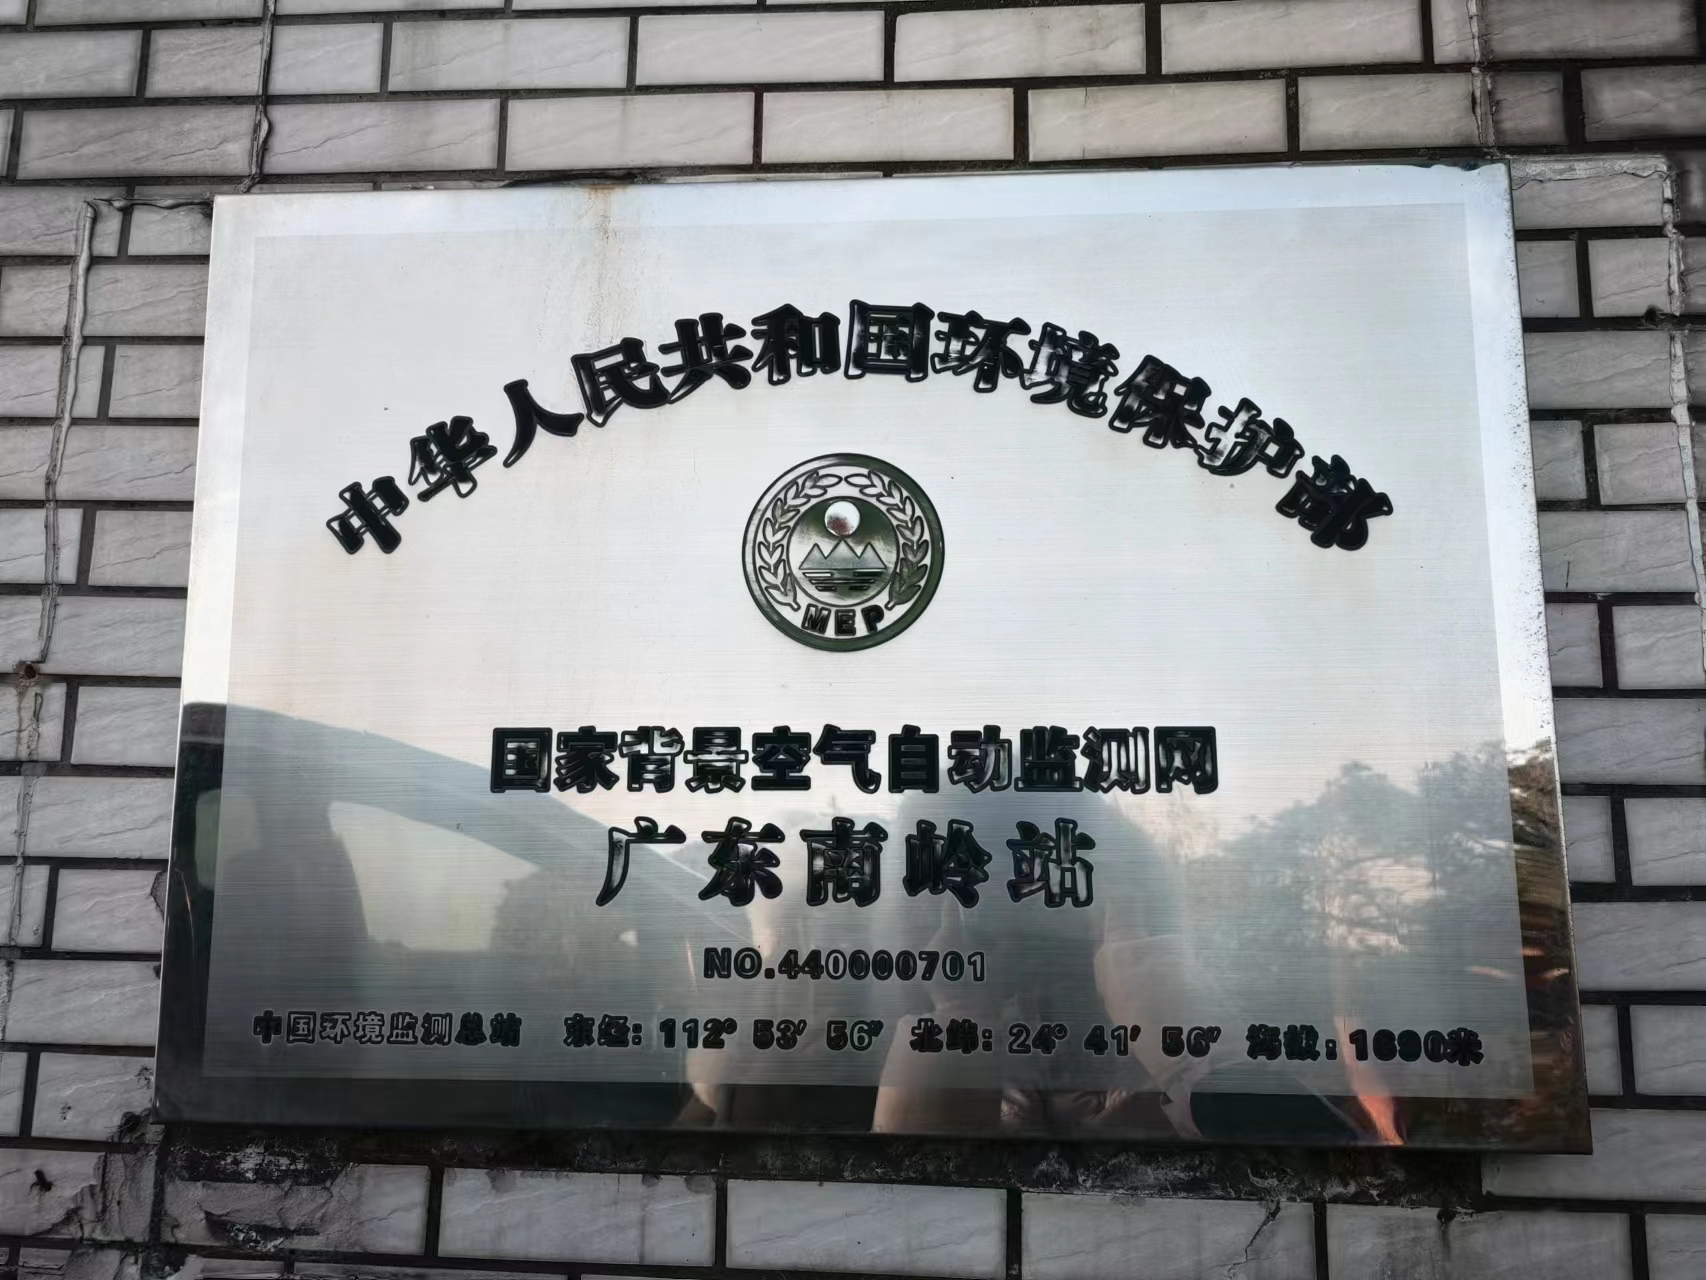 中华人民共和国环境保护部
MEP
国家背景空气自动监测网
广东南岭站
NO.440000701
中国环境监测总站 东经: 112° 53′ 56″ 北纬: 24° 41′ 56″ 海拔: 1690米